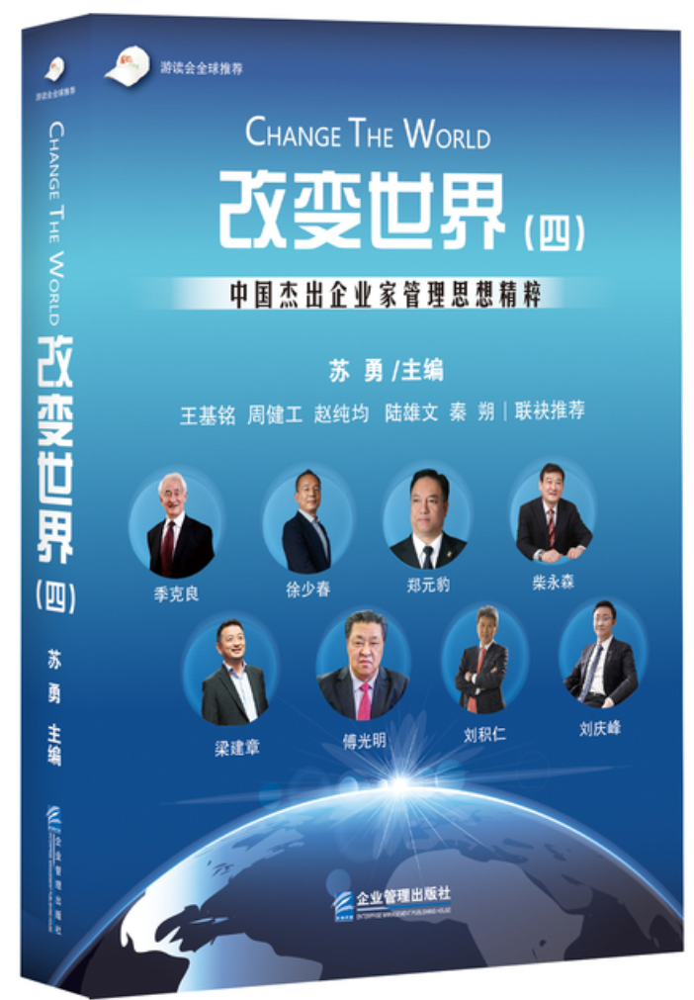 游读会全球推荐
CHANGE THE WORLD
改变世界(四)
中国杰出企业家管理思想精粹
苏 勇 /主编
王基铭 周健工 赵纯均 陆雄文 秦 朔|联袂推荐
季克良
徐少春
郑元豹
柴永森
梁建章
傅光明
刘积仁
刘庆峰
企业管理出版社
ENTERPRISE MANAGEMENT PUBLISHING HOUSE
游读会全球推荐
CHANGE THE WORLD
改变世界(四)
苏 勇 主编
企业管理出版社